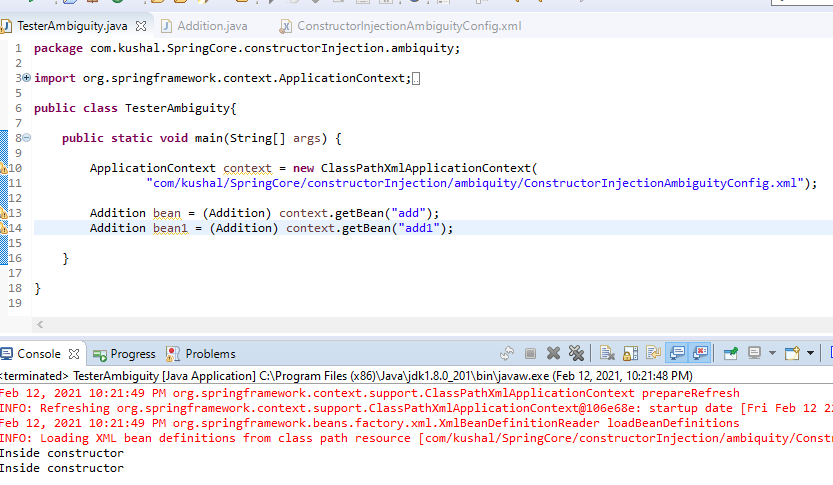 TesterAmbiguity.java
Addition.java
ConstructorInjectionAmbiguityConfig.xml
1 package com.kushal.SpringCore.constructorInjection.ambiquity;
2
3 import org.springframework.context.ApplicationContext;
5
6 public class TesterAmbiguity{
7
8 public static void main(String[] args) {
9
10 ApplicationContext context = new ClassPathXmlApplicationContext(
11 "com/kushal/SpringCore/constructorInjection/ambiquity/ConstructorInjectionAmbiguityConfig.xml");
12
13 Addition bean = (Addition) context.getBean("add");
14 Addition bean1 = (Addition) context.getBean("add1");
15
16 }
17
18 }
19
Console Progress Problems
<terminated> TesterAmbiguity [Java Application] C:\Program Files (x86)\Java\jdk1.8.0_201\bin\javaw.exe (Feb 12, 2021, 10:21:48 PM)
Feb 12, 2021 10:21:49 PM org.springframework.context.support.ClassPathXmlApplicationContext prepareRefresh
INFO: Refreshing org.springframework.context.support.ClassPathXmlApplicationContext@106e68e: startup date [Fri Feb 12 22
Feb 12, 2021 10:21:49 PM org.springframework.beans.factory.xml.XmlBeanDefinitionReader loadBeanDefinitions
INFO: Loading XML bean definitions from class path resource [com/kushal/SpringCore/constructorInjection/ambiquity/Constr
Inside constructor
Inside constructor